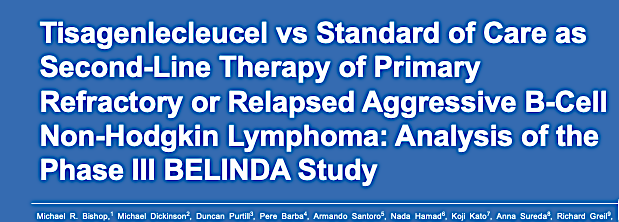 Tisagenlecleucel vs Standard of Care as
Second-Line Therapy of Primary
Refractory or Relapsed Aggressive B-Cell
Non-Hodgkin Lymphoma: Analysis of the
Phase III BELINDA Study
Michael R. Bishop,¹ Michael Dickinson², Duncan Purtill³, Pere Barba⁴, Armando Santoro⁵, Nada Hamad⁶, Koji Kato⁷, Anna Sureda⁸, Richard Greil⁹,